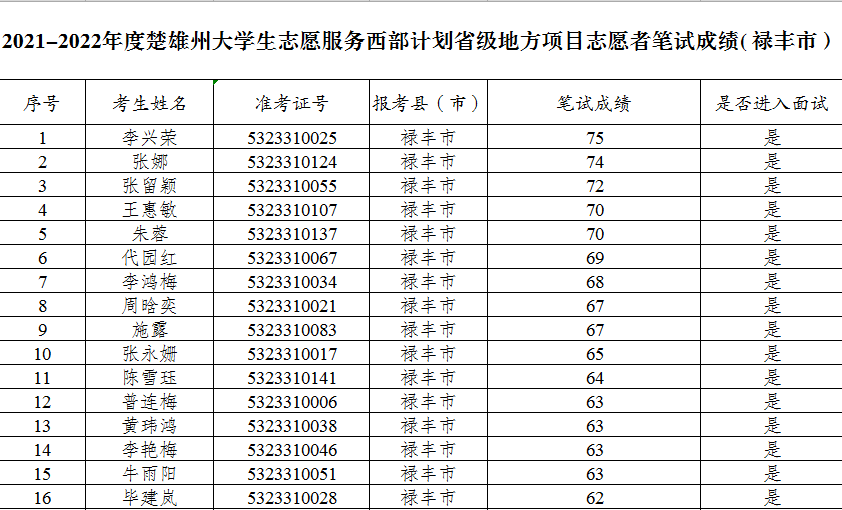 2021-2022年度楚雄州大学生志愿服务西部计划省级地方项目志愿者笔试成绩(禄丰市）
序号 考生姓名 准考证号 报考县（市） 笔试成绩 是否进入面试
1 李兴荣 5323310025 禄丰市 75 是
2 张娜 5323310124 禄丰市 74 是
3 张留颖 5323310055 禄丰市 72 是
4 王惠敏 5323310107 禄丰市 70 是
5 朱蓉 5323310137 禄丰市 70 是
6 代园红 5323310067 禄丰市 69 是
7 李鸿梅 5323310034 禄丰市 68 是
8 周晗奕 5323310021 禄丰市 67 是
9 施露 5323310083 禄丰市 67 是
10 张永姗 5323310017 禄丰市 65 是
11 陈雪珏 5323310141 禄丰市 64 是
12 普连梅 5323310006 禄丰市 63 是
13 黄玮鸿 5323310038 禄丰市 63 是
14 李艳梅 5323310046 禄丰市 63 是
15 牛雨阳 5323310051 禄丰市 63 是
16 毕建岚 5323310028 禄丰市 62 是